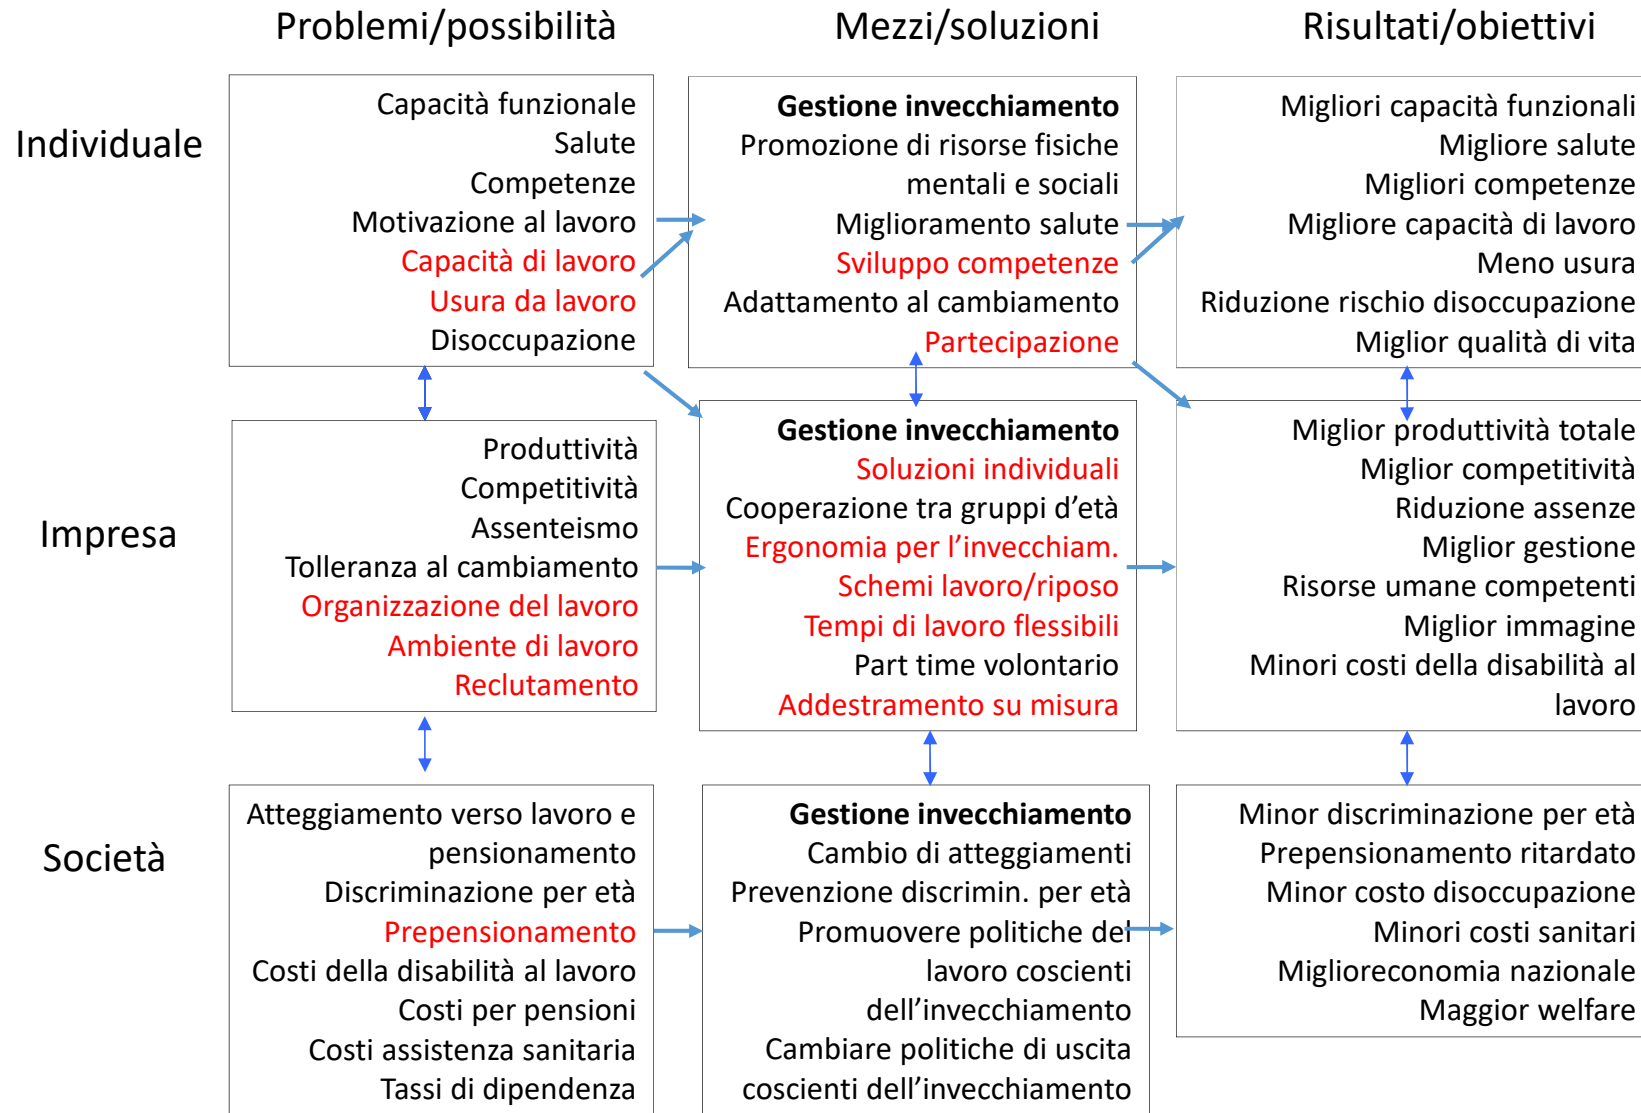 Problemi/possibilità
Mezzi/soluzioni
Risultati/obiettivi
Individuale
Capacità funzionale
Salute
Competenze
Motivazione al lavoro
Capacità di lavoro
Usura da lavoro
Disoccupazione
Gestione invecchiamento
Promozione di risorse fisiche
mentali e sociali
Miglioramento salute
Sviluppo competenze
Adattamento al cambiamento
Partecipazione
Migliori capacità funzionali
Migliore salute
Migliori competenze
Migliore capacità di lavoro
Meno usura
Riduzione rischio disoccupazione
Miglior qualità di vita
Impresa
Produttività
Competitività
Assenteismo
Tolleranza al cambiamento
Organizzazione del lavoro
Ambiente di lavoro
Reclutamento
Gestione invecchiamento
Soluzioni individuali
Cooperazione tra gruppi d’età
Ergonomia per l’invecchiam.
Schemi lavoro/riposo
Tempi di lavoro flessibili
Part time volontario
Addestramento su misura
Miglior produttività totale
Miglior competitività
Riduzione assenze
Miglior gestione
Risorse umane competenti
Miglior immagine
Minori costi della disabilità al
lavoro
Società
Atteggiamento verso lavoro e
pensionamento
Discriminazione per età
Prepensionamento
Costi della disabilità al lavoro
Costi per pensioni
Costi assistenza sanitaria
Tassi di dipendenza
Gestione invecchiamento
Cambio di atteggiamenti
Prevenzione discrimin. per età
Promuovere politiche del
lavoro coscienti
dell’invecchiamento
Cambiare politiche di uscita
coscienti dell’invecchiamento
Minor discriminazione per età
Prepensionamento ritardato
Minor costo disoccupazione
Minori costi sanitari
Miglioreconomia nazionale
Maggior welfare